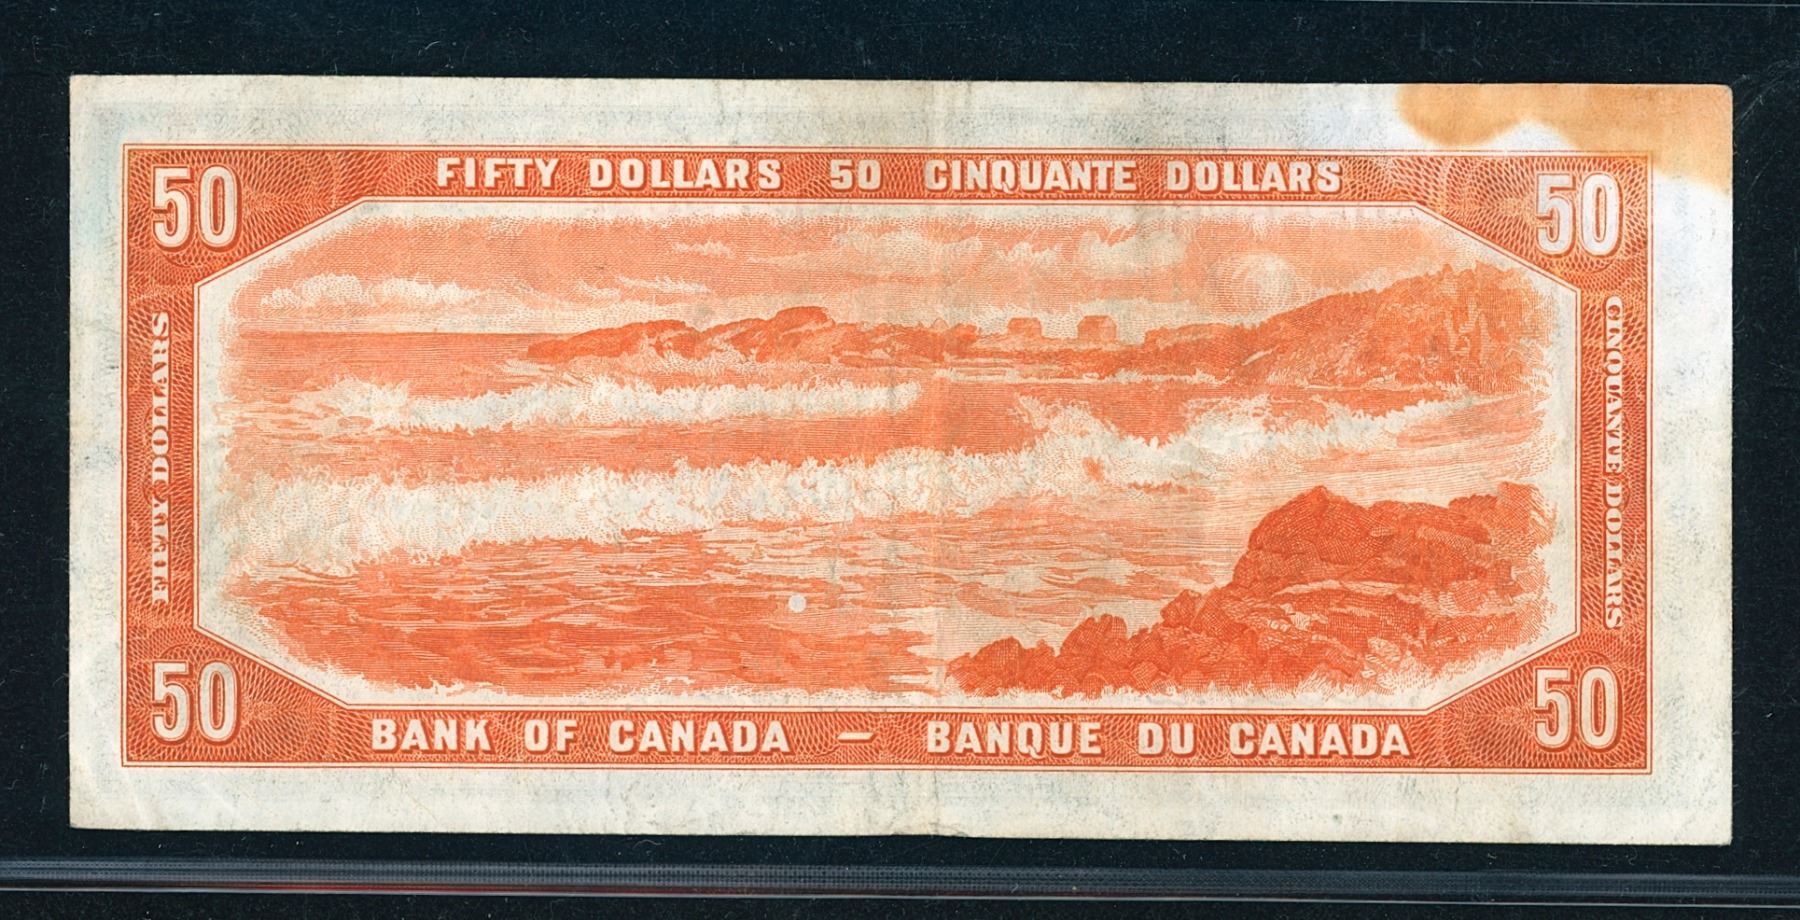 FIFTY DOLLARS 50 CINQUANTE DOLLARS
50
50
FIFTY DOLLARS
CINQUANTE DOLLARS
50
50
BANK OF CANADA — BANQUE DU CANADA